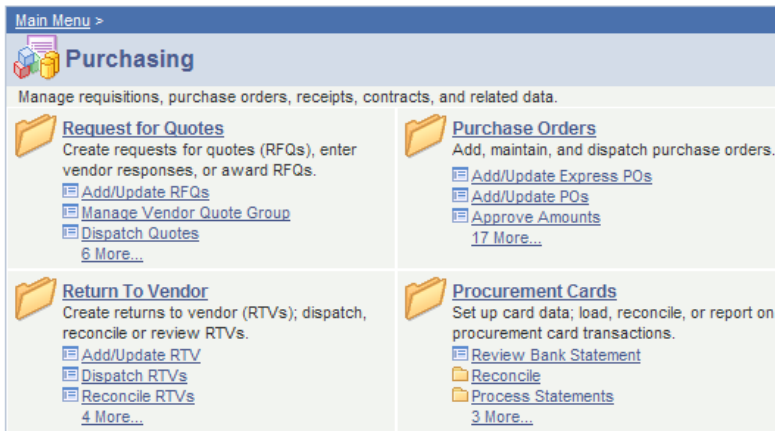 Main Menu >
Purchasing
Manage requisitions, purchase orders, receipts, contracts, and related data.
Request for Quotes
Create requests for quotes (RFQs), enter
vendor responses, or award RFQs.
Add/Update RFQs
Manage Vendor Quote Group
Dispatch Quotes
6 More...
Purchase Orders
Add, maintain, and dispatch purchase orders.
Add/Update Express POs
Add/Update POs
Approve Amounts
17 More...
Return To Vendor
Create returns to vendor (RTVs); dispatch,
reconcile or review RTVs.
Add/Update RTV
Dispatch RTVs
Reconcile RTVs
4 More...
Procurement Cards
Set up card data; load, reconcile, or report on
procurement card transactions.
Review Bank Statement
Reconcile
Process Statements
3 More...